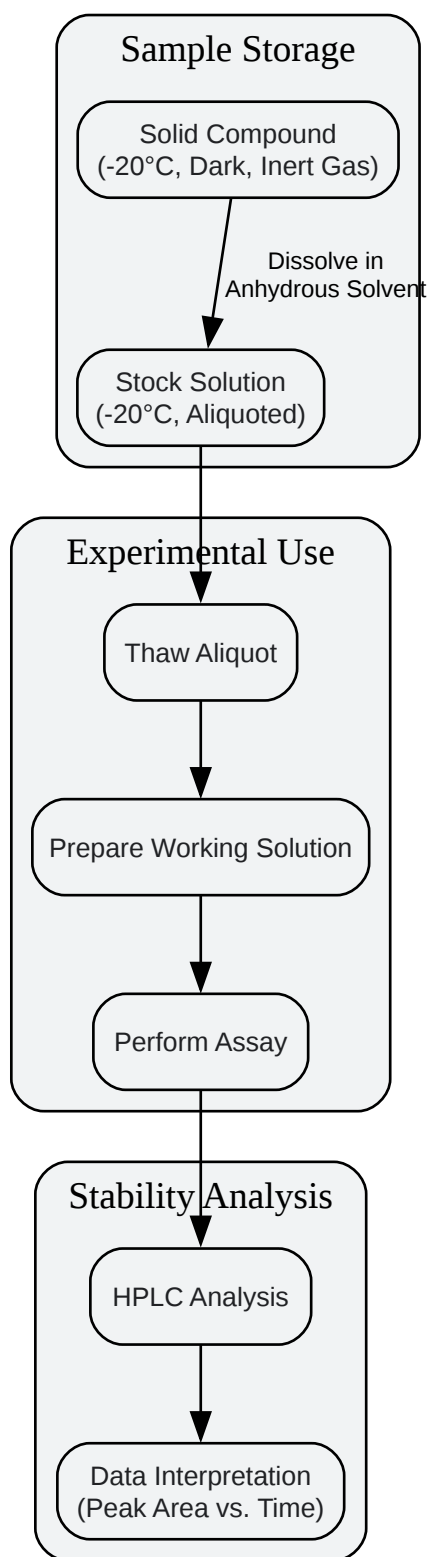 Sample Storage
Solid Compound
(-20°C, Dark, Inert Gas)
Dissolve in
Anhydrous Solvent
Stock Solution
(-20°C, Aliquoted)
Experimental Use
Thaw Aliquot
Prepare Working Solution
Perform Assay
Stability Analysis
HPLC Analysis
Data Interpretation
(Peak Area vs. Time)